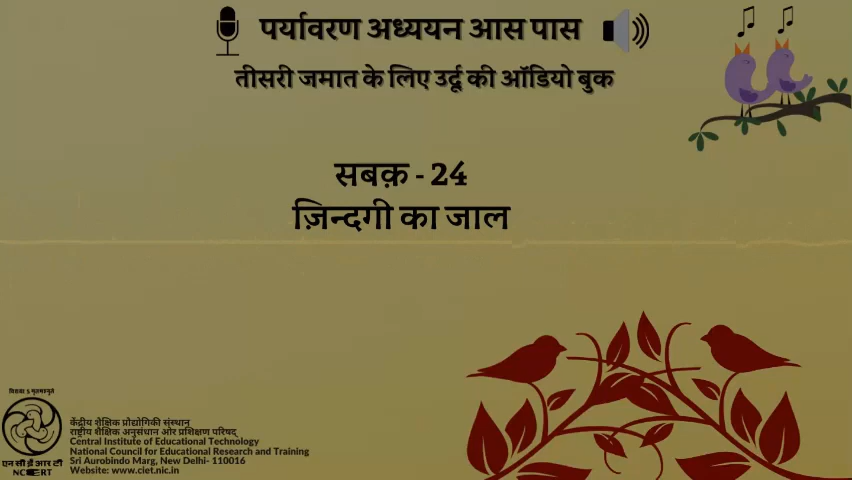 पर्यावरण अध्ययन आस पास
तीसरी जमात के लिए उर्दू की ऑडियो बुक
सबक़ - 24
ज़िन्दगी का जाल
विद्यया ऽ मृतमश्नुते
एन सी ई आर टी
NCERT
केंद्रीय शैक्षिक प्रौद्योगिकी संस्थान
राष्ट्रीय शैक्षिक अनुसंधान और प्रशिक्षण परिषद्
Central Institute of Educational Technology
National Council for Educational Research and Training
Sri Aurobindo Marg, New Delhi- 110016
Website: www.ciet.nic.in